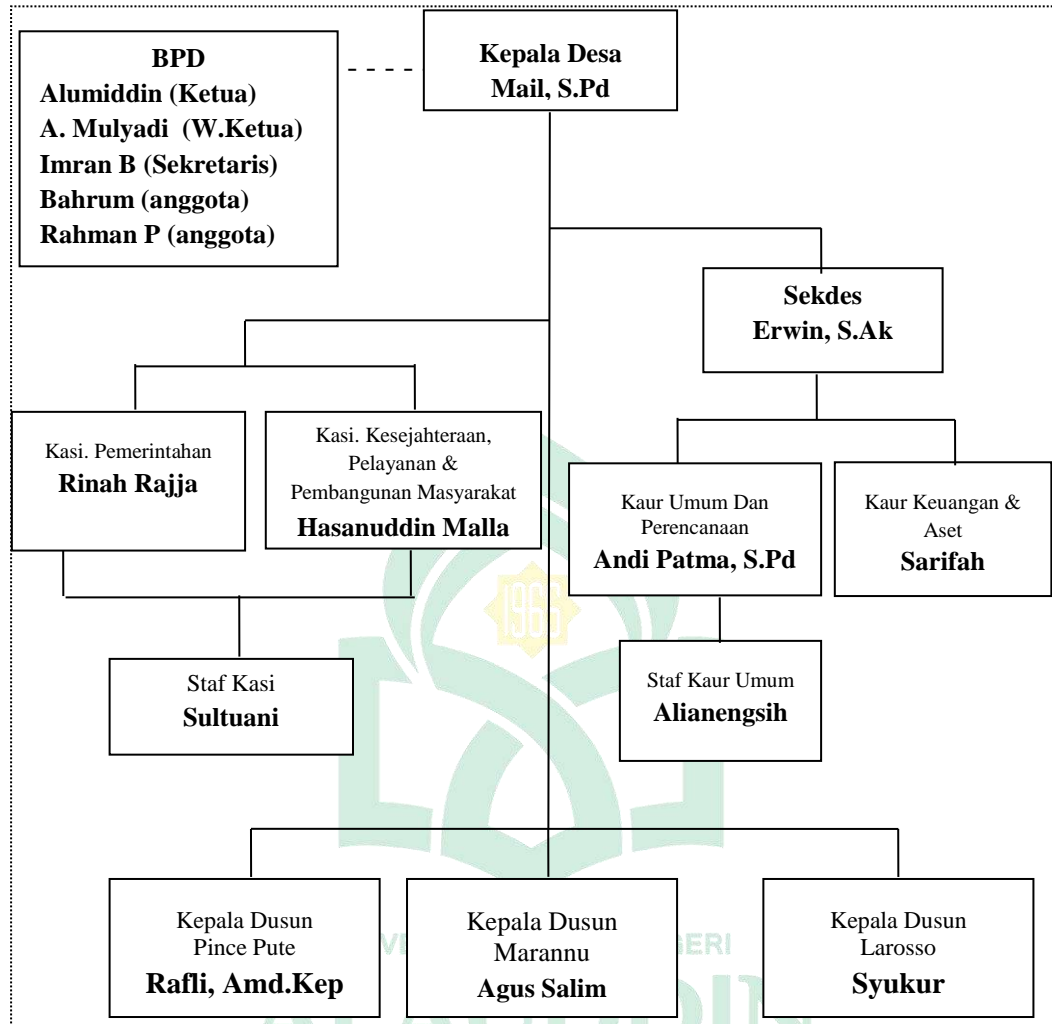 BPD
Alumiddin (Ketua)
A. Mulyadi  (W.Ketua)
Imran B (Sekretaris)
Bahrum (anggota)
Rahman P (anggota)
Kepala Desa
Mail, S.Pd
Sekdes
Erwin, S.Ak
Kasi. Pemerintahan
Rinah Rajja
Kasi. Kesejahteraan,
Pelayanan &
Pembangunan Masyarakat
Hasanuddin Malla
Kaur Umum Dan
Perencanaan
Andi Patma, S.Pd
Kaur Keuangan &
Aset
Sarifah
1965
Staf Kasi
Sultuani
Staf Kaur Umum
Alianengsih
Kepala Dusun
Pince Pute
Rafli, Amd.Kep
Kepala Dusun
Marannu
Agus Salim
Kepala Dusun
Larosso
Syukur